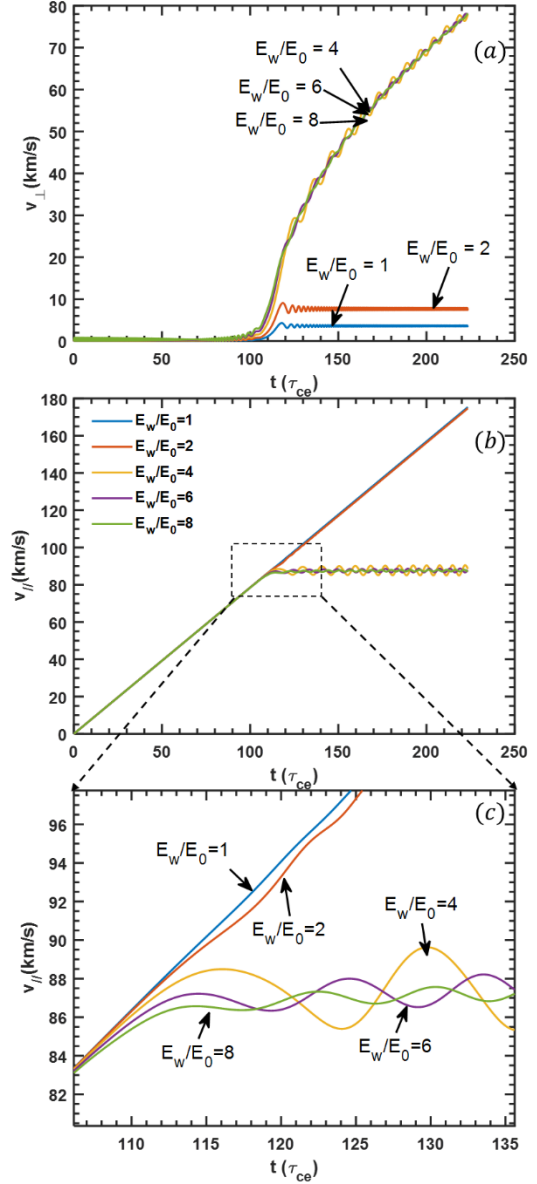 80
70
60
50
40
30
20
10
0
v⊥(km/s)
(a)
E_w/E_0 = 4
E_w/E_0 = 6
E_w/E_0 = 8
E_w/E_0 = 2
E_w/E_0 = 1
0 50 100 150 200 250
t (τ_ce)
180
160
140
120
100
80
60
40
20
0
v_//(km/s)
(b)
E_w/E_0=1
E_w/E_0=2
E_w/E_0=4
E_w/E_0=6
E_w/E_0=8
0 50 100 150 200 250
t (τ_ce)
96
94
92
90
88
86
84
82
v_//(km/s)
(c)
E_w/E_0=1
E_w/E_0=2
E_w/E_0=4
E_w/E_0=8
E_w/E_0=6
110 115 120 125 130 135
t (τ_ce)